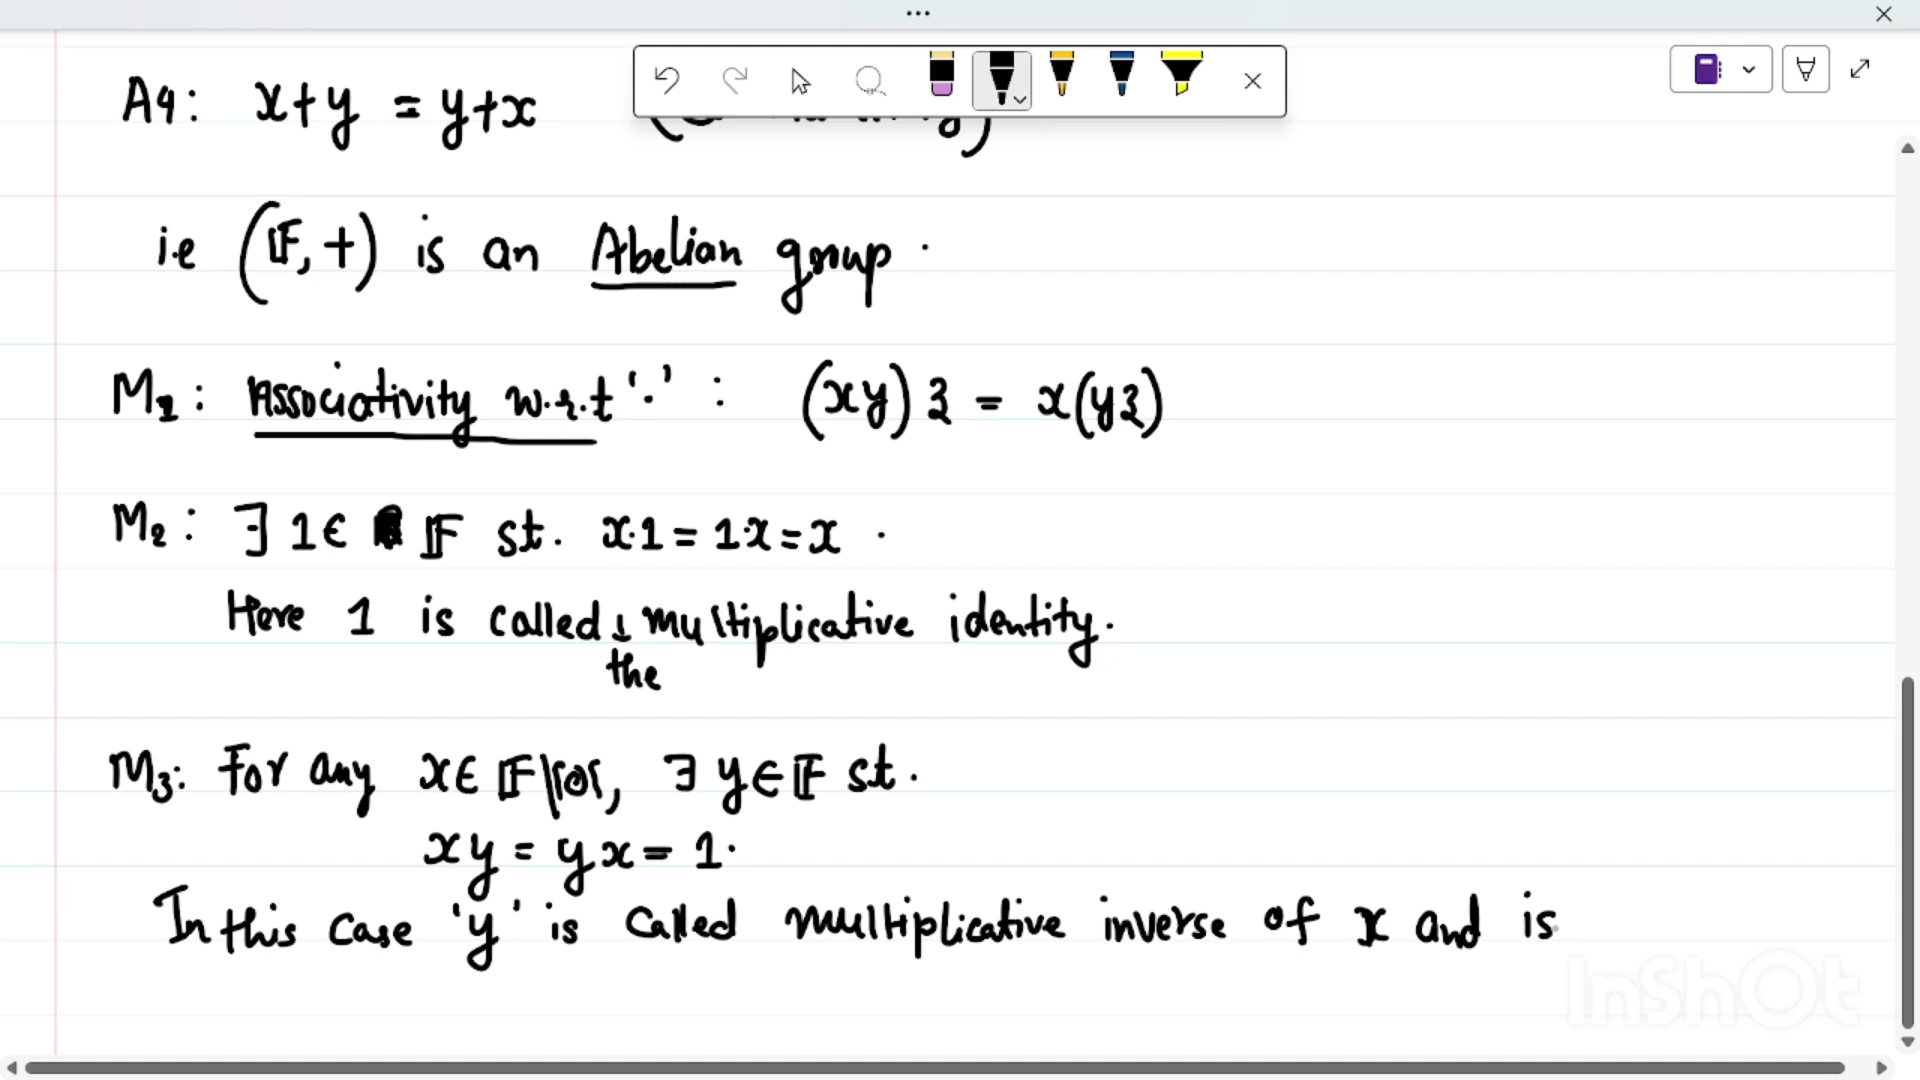 A4: x+y = y+x
i.e (𝔽, +) is an Abelian group.
M₁: Associativity w.r.t '·' : (xy)z = x(yz)
M₂: ∃ 1 ∈ 𝔽 st. x·1 = 1·x = x.
Here 1 is called the multiplicative identity.
M₃: For any x ∈ 𝔽\{0}, ∃ y ∈ 𝔽 st.
xy = yx = 1.
In this case 'y' is called multiplicative inverse of x and is
InShOt